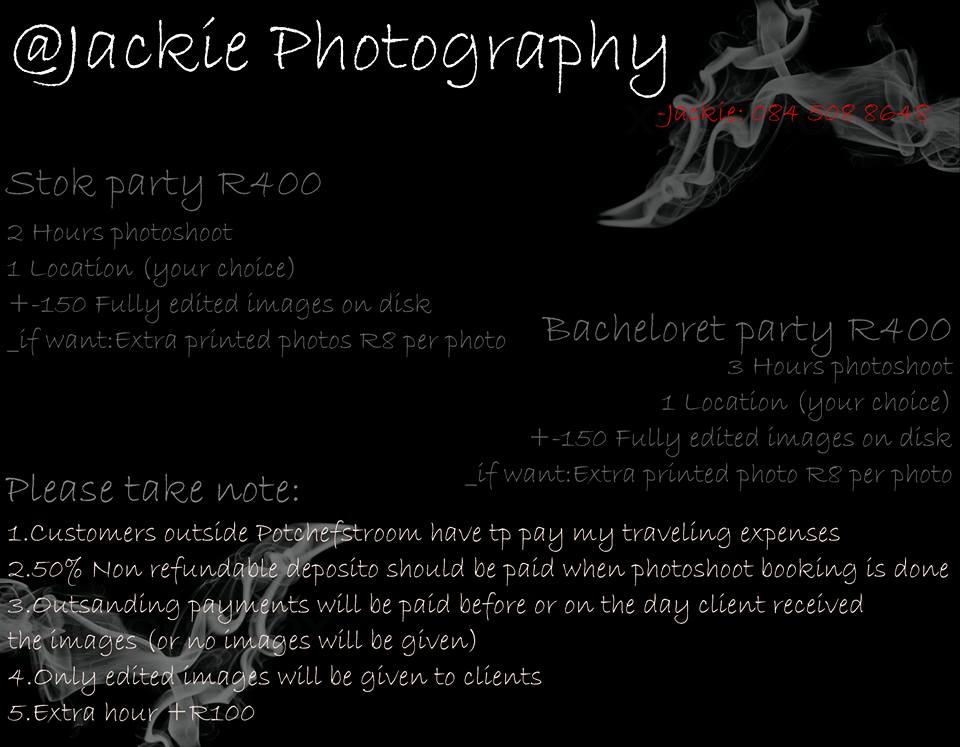 @Jackie Photography
-Jackie: 084 508 8648
Stok party R400
2 Hours photoshoot
1 Location (your choice)
+-150 Fully edited images on disk
_if want:Extra printed photos R8 per photo
Bacheloret party R400
3 Hours photoshoot
1 Location (your choice)
+-150 Fully edited images on disk
_if want:Extra printed photo R8 per photo
Please take note:
1.Customers outside Potchefstroom have tp pay my traveling expenses
2.50% Non refundable deposito should be paid when photoshoot booking is done
3.Outsanding payments will be paid before or on the day client received
the images (or no images will be given)
4.Only edited images will be given to clients
5.Extra hour +R100